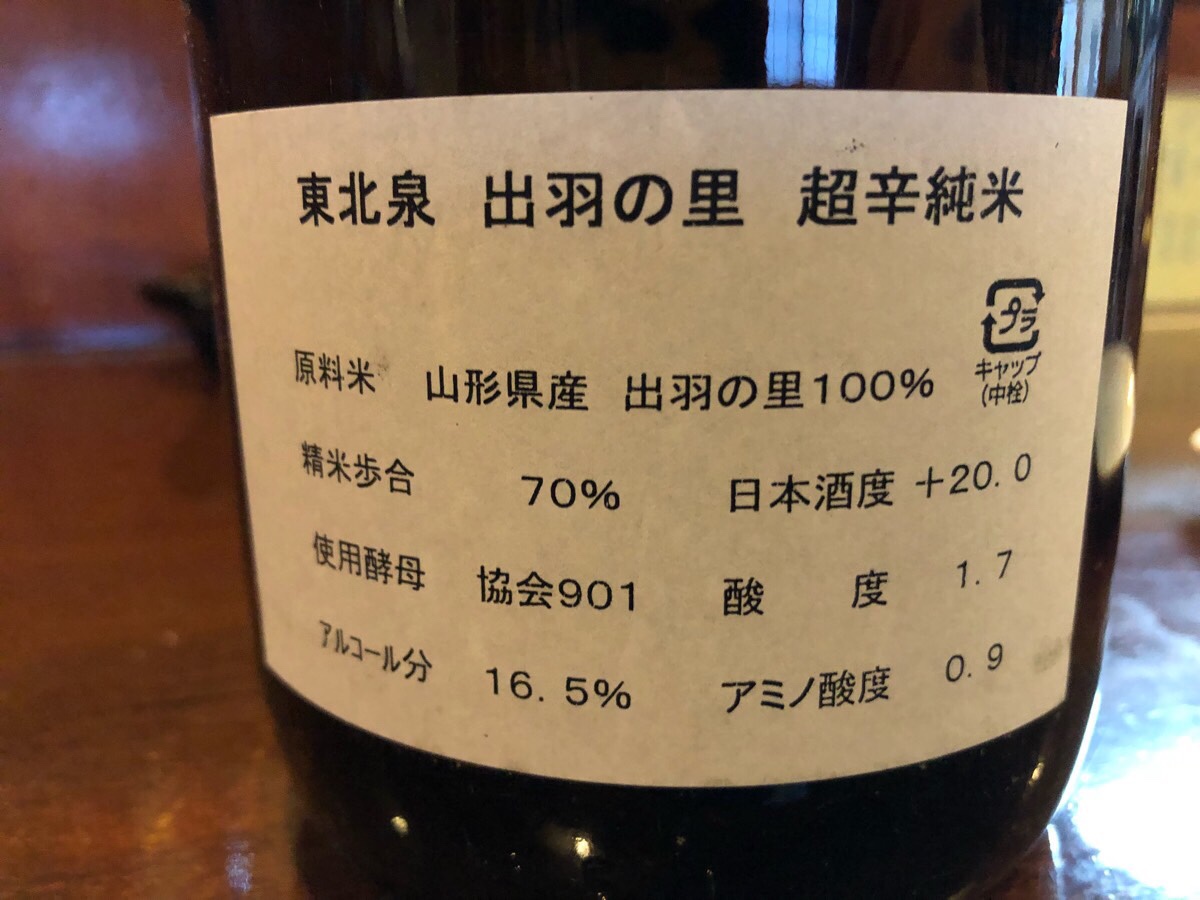 東北泉 出羽の里 超辛純米
プラ
キャップ
(中栓)
原料米 山形県産 出羽の里100%
精米歩合 70% 日本酒度 +20.0
使用酵母 協会901 酸 度 1.7
アルコール分 16.5% アミノ酸度 0.9